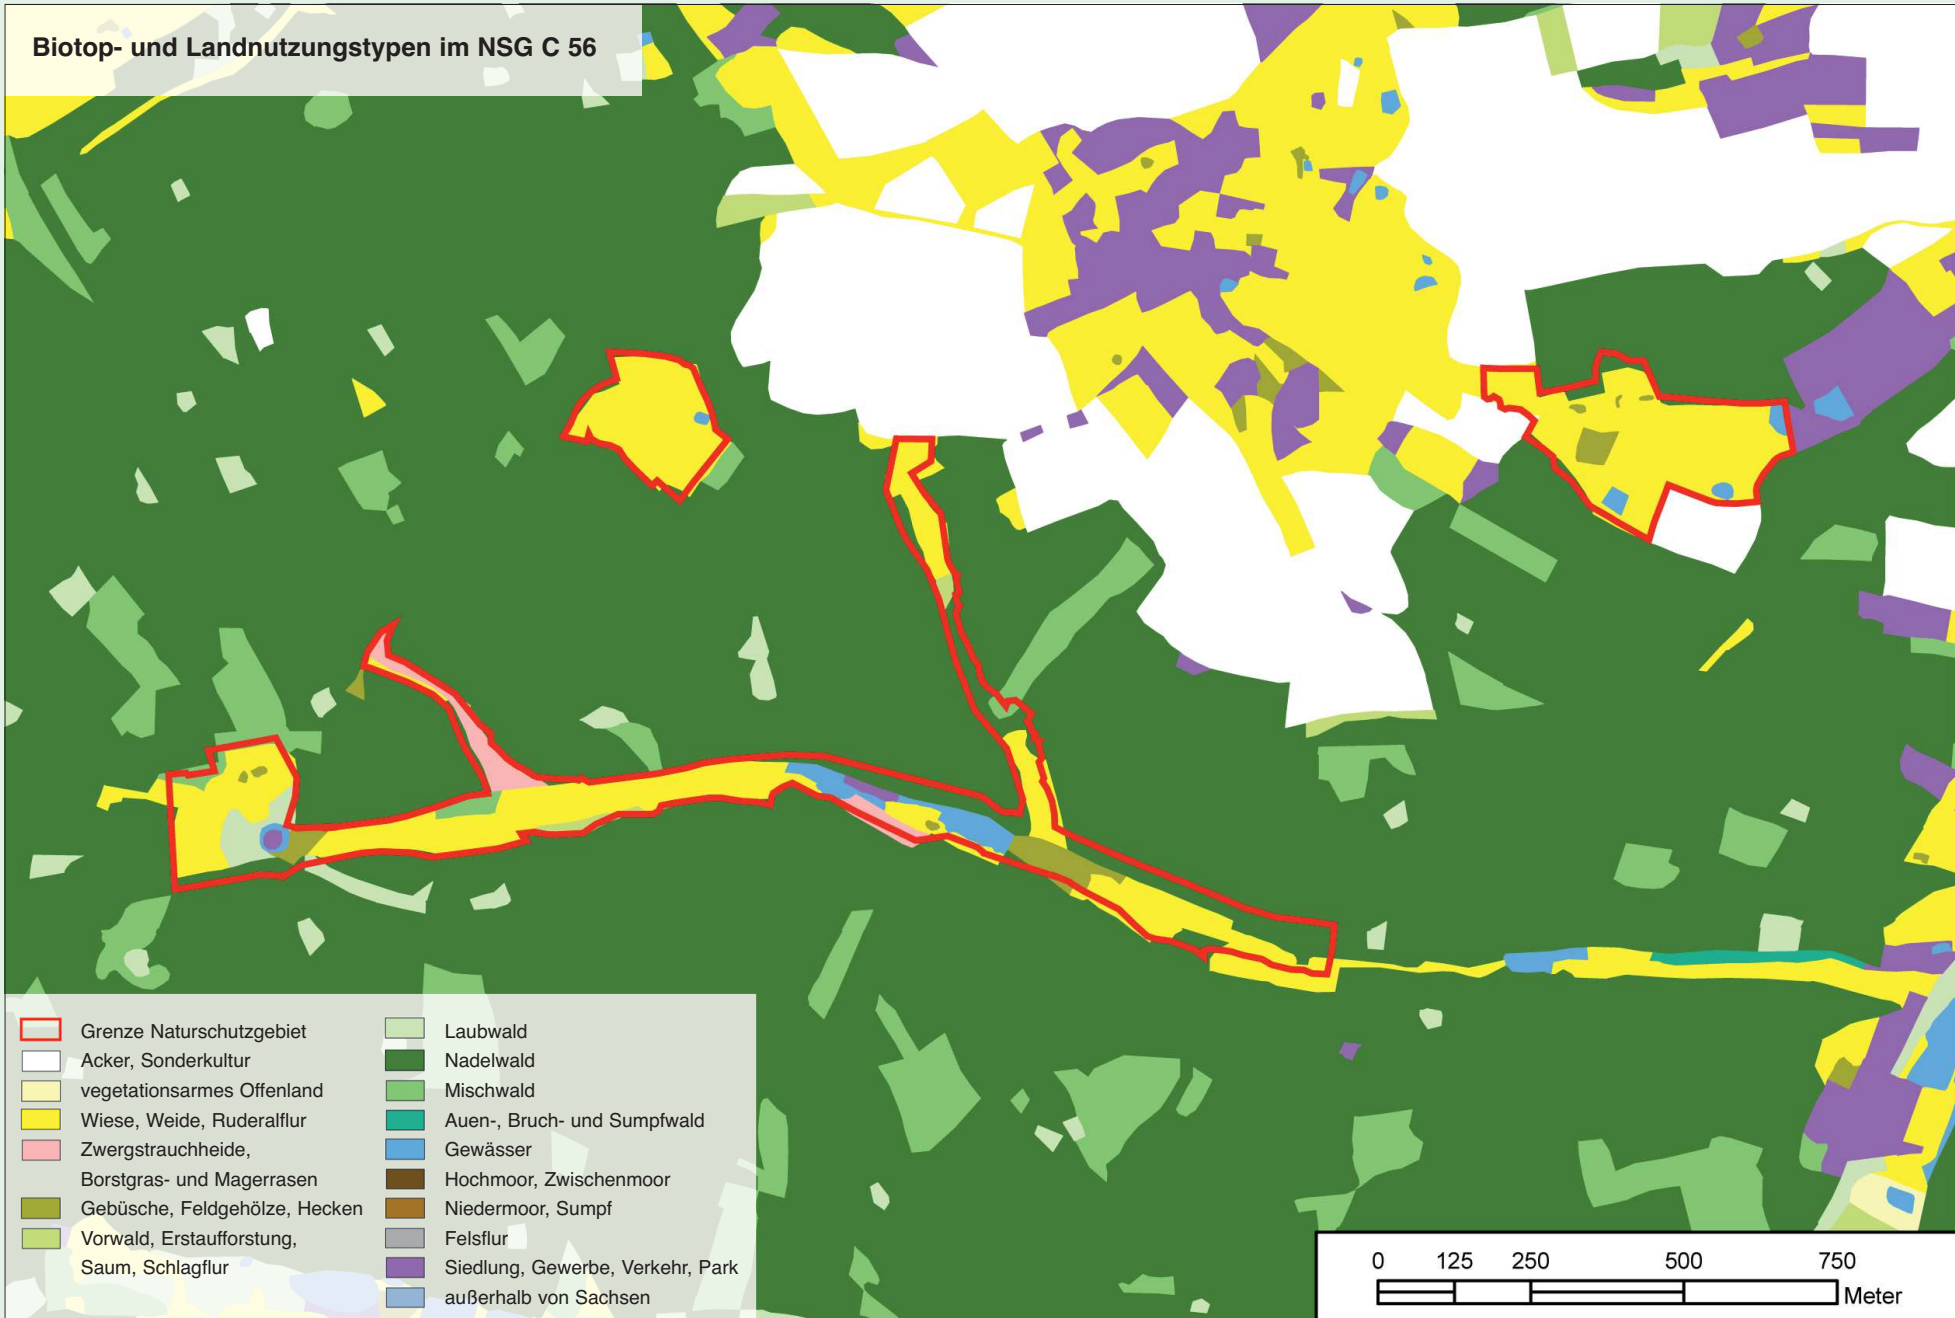 Biotop- und Landnutzungstypen im NSG C 56
Grenze Naturschutzgebiet
Acker, Sonderkultur
vegetationsarmes Offenland
Wiese, Weide, Ruderalflur
Zwergstrauchheide,
Borstgras- und Magerrasen
Gebüsche, Feldgehölze, Hecken
Vorwald, Erstaufforstung,
Saum, Schlagflur
Laubwald
Nadelwald
Mischwald
Auen-, Bruch- und Sumpfwald
Gewässer
Hochmoor, Zwischenmoor
Niedermoor, Sumpf
Felsflur
Siedlung, Gewerbe, Verkehr, Park
außerhalb von Sachsen
0 125 250 500 750
Meter